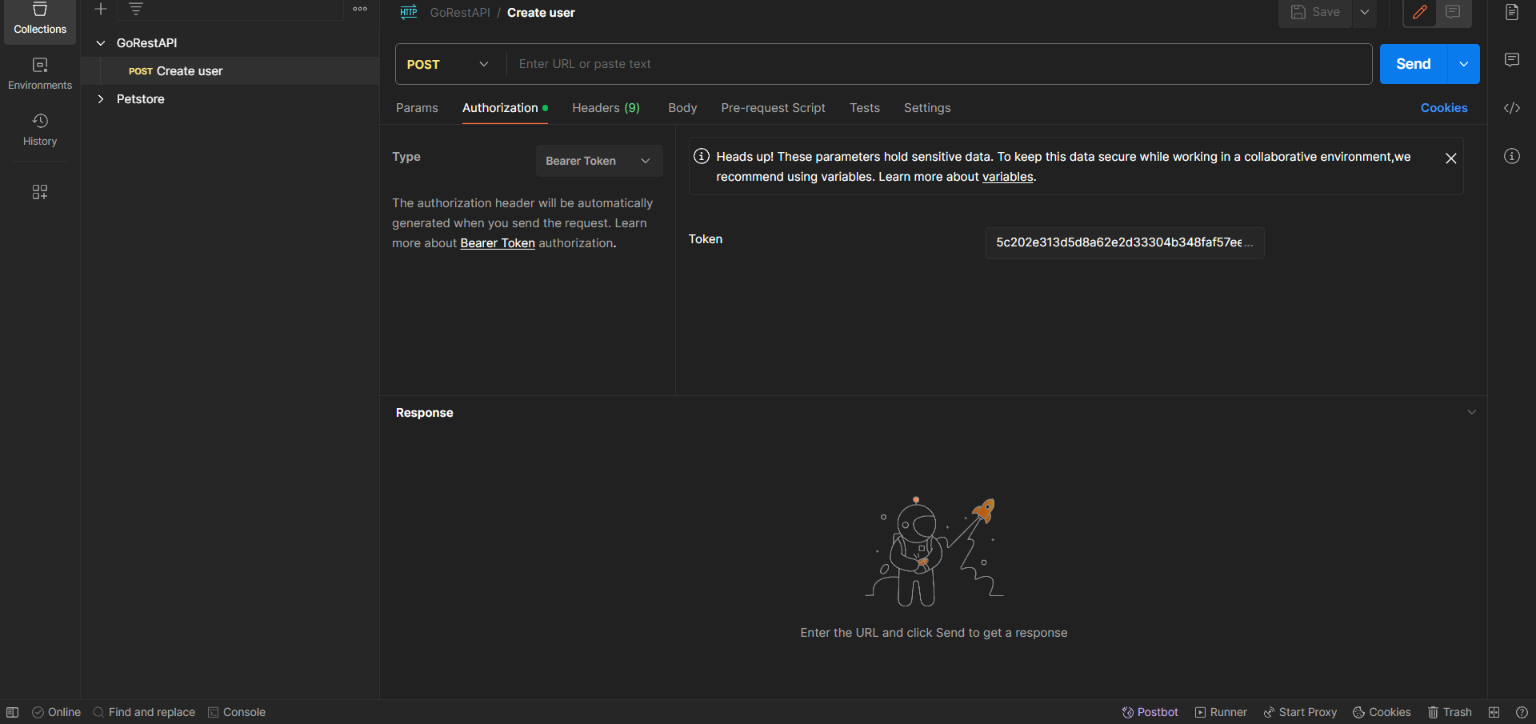 Collections
Environments
History
GoRestAPI
POST Create user
Petstore
HTTP GoRestAPI / Create user
Save
POST Enter URL or paste text Send
Params Authorization Headers (9) Body Pre-request Script Tests Settings Cookies
Type Bearer Token
The authorization header will be automatically
generated when you send the request. Learn
more about Bearer Token authorization.
Heads up! These parameters hold sensitive data. To keep this data secure while working in a collaborative environment,we
recommend using variables. Learn more about variables.
Token 5c202e313d5d8a62e2d33304b348faf57ee...
Response
Enter the URL and click Send to get a response
Online Find and replace Console Postbot Runner Start Proxy Cookies Trash